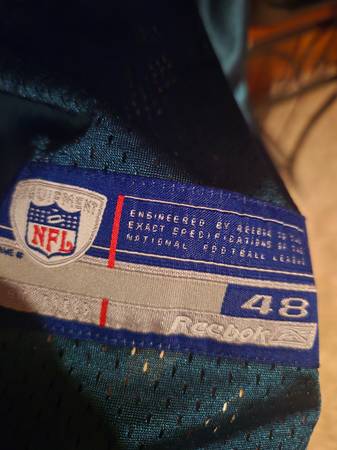 EQUIPMENT
NFL
ENGINEERED BY REEBOK TO THE
EXACT SPECIFICATIONS OF THE
NATIONAL FOOTBALL LEAGUE
48
Reebok